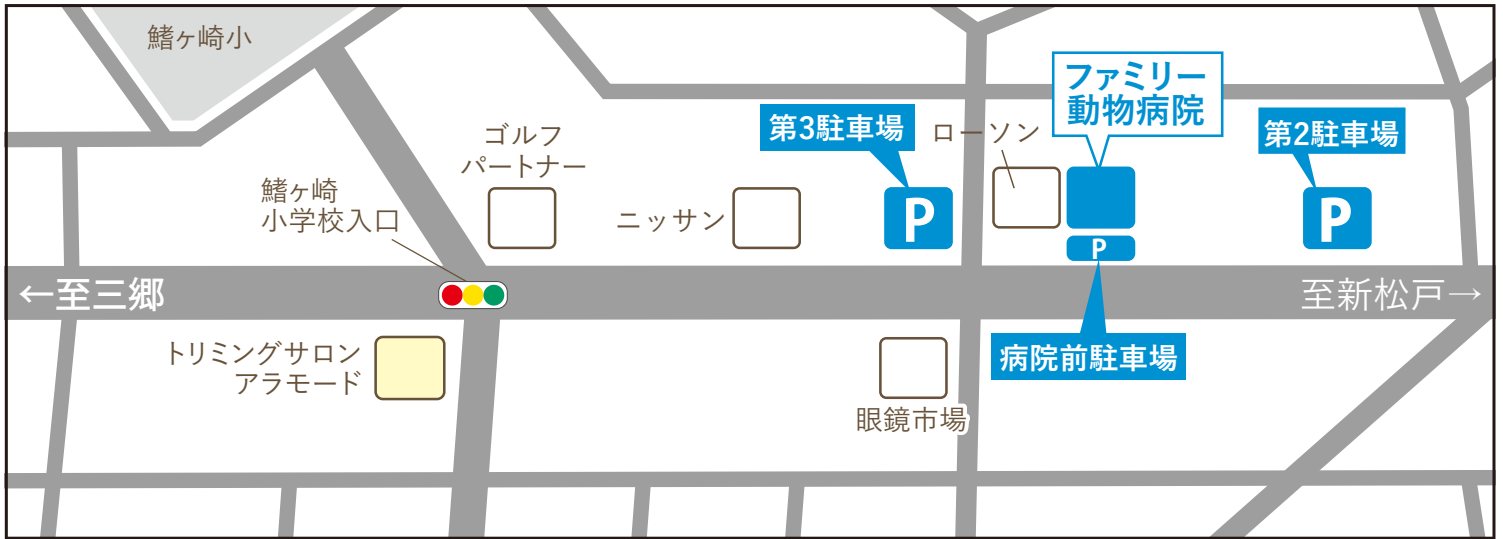 鰭ヶ崎小
ファミリー
動物病院
第3駐車場
ローソン
第2駐車場
ゴルフ
パートナー
鰭ヶ崎
小学校入口
ニッサン
P
P
P
←至三郷
至新松戸→
トリミングサロン
アラモード
病院前駐車場
眼鏡市場